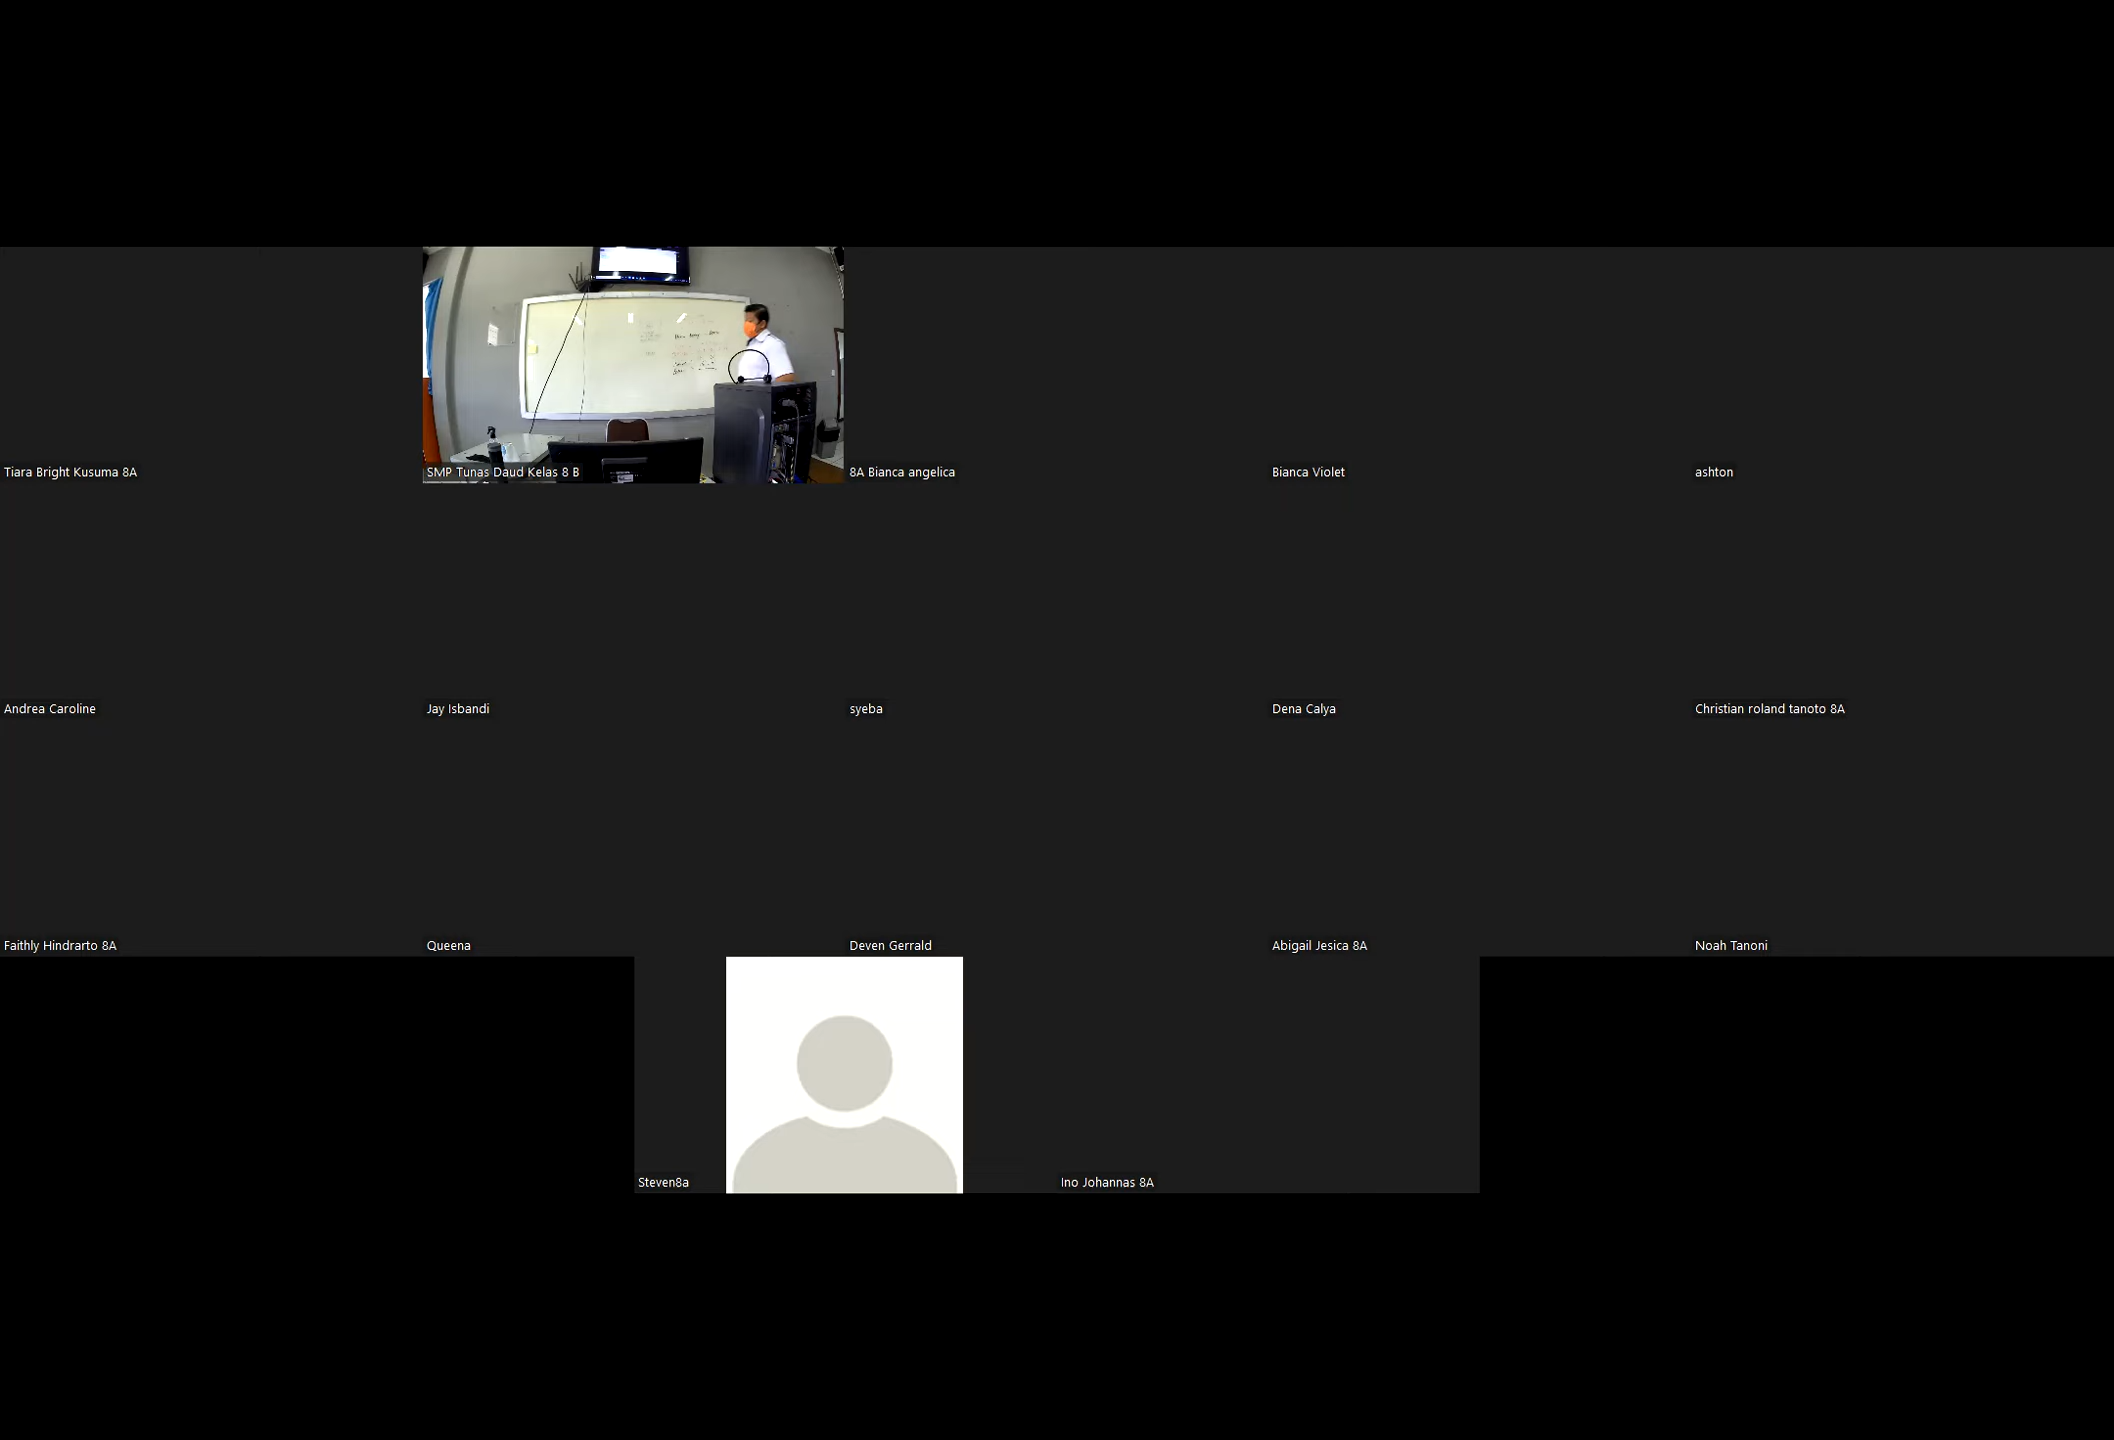 Tiara Bright Kusuma 8A
SMP Tunas Daud Kelas 8 B
8A Bianca angelica
Bianca Violet
ashton
Andrea Caroline
Jay Isbandi
syeba
Dena Calya
Christian roland tanoto 8A
Faithly Hindrarto 8A
Queena
Deven Gerrald
Abigail Jesica 8A
Noah Tanoni
Steven8a
Ino Johannas 8A